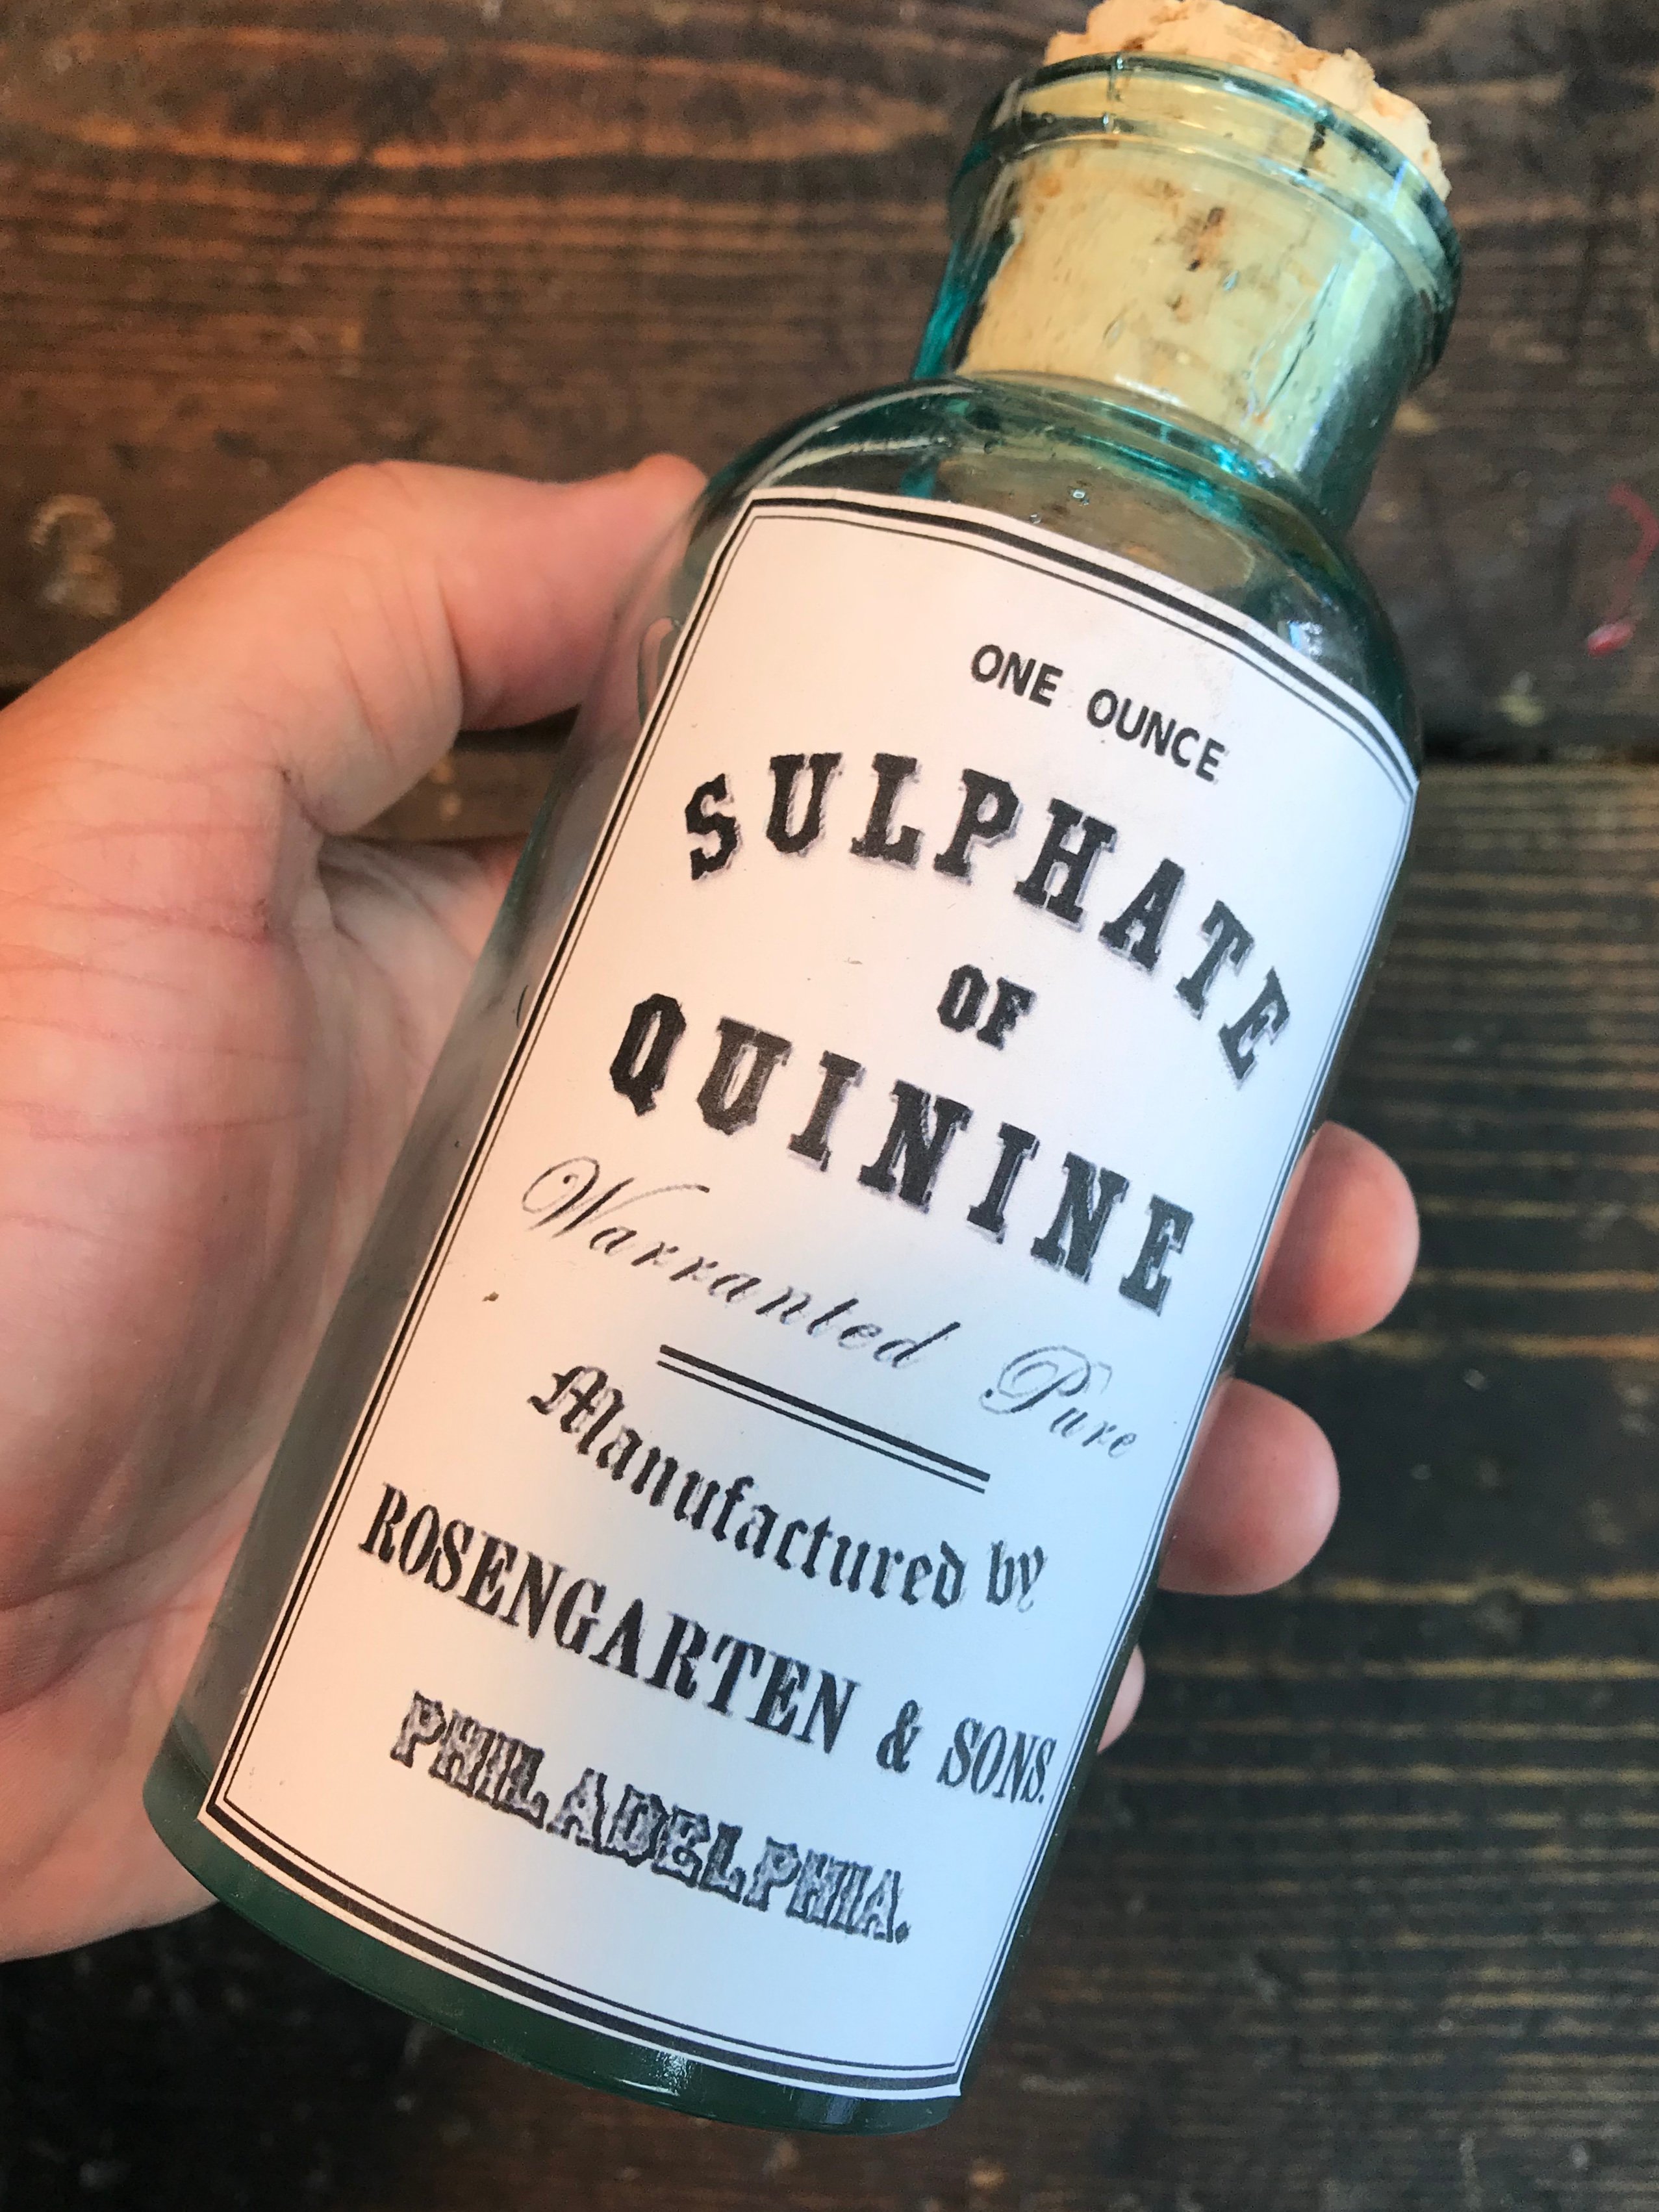 ONE OUNCE
SULPHATE
OF
QUININE
Warranted Pure
Manufactured by
ROSENGARTEN & SONS.
PHILADELPHIA.